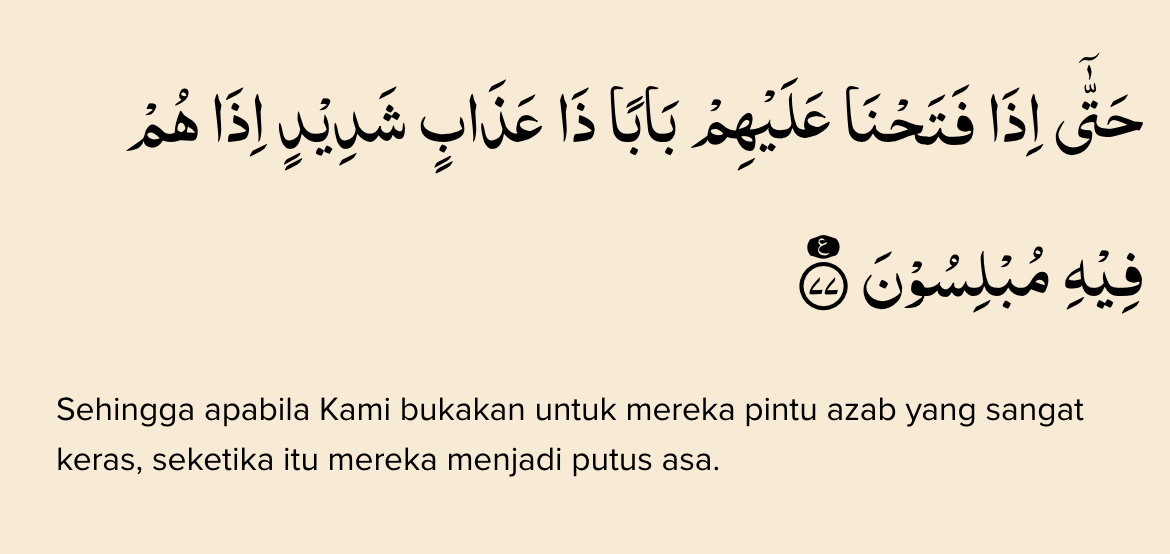 حَتّٰٓى اِذَا فَتَحْنَا عَلَيْهِمْ بَابًا ذَا عَذَابٍ شَدِيْدٍ اِذَا هُمْ
فِيْهِ مُبْلِسُوْنَ ࣖ ٧٧
Sehingga apabila Kami bukakan untuk mereka pintu azab yang sangat
keras, seketika itu mereka menjadi putus asa.